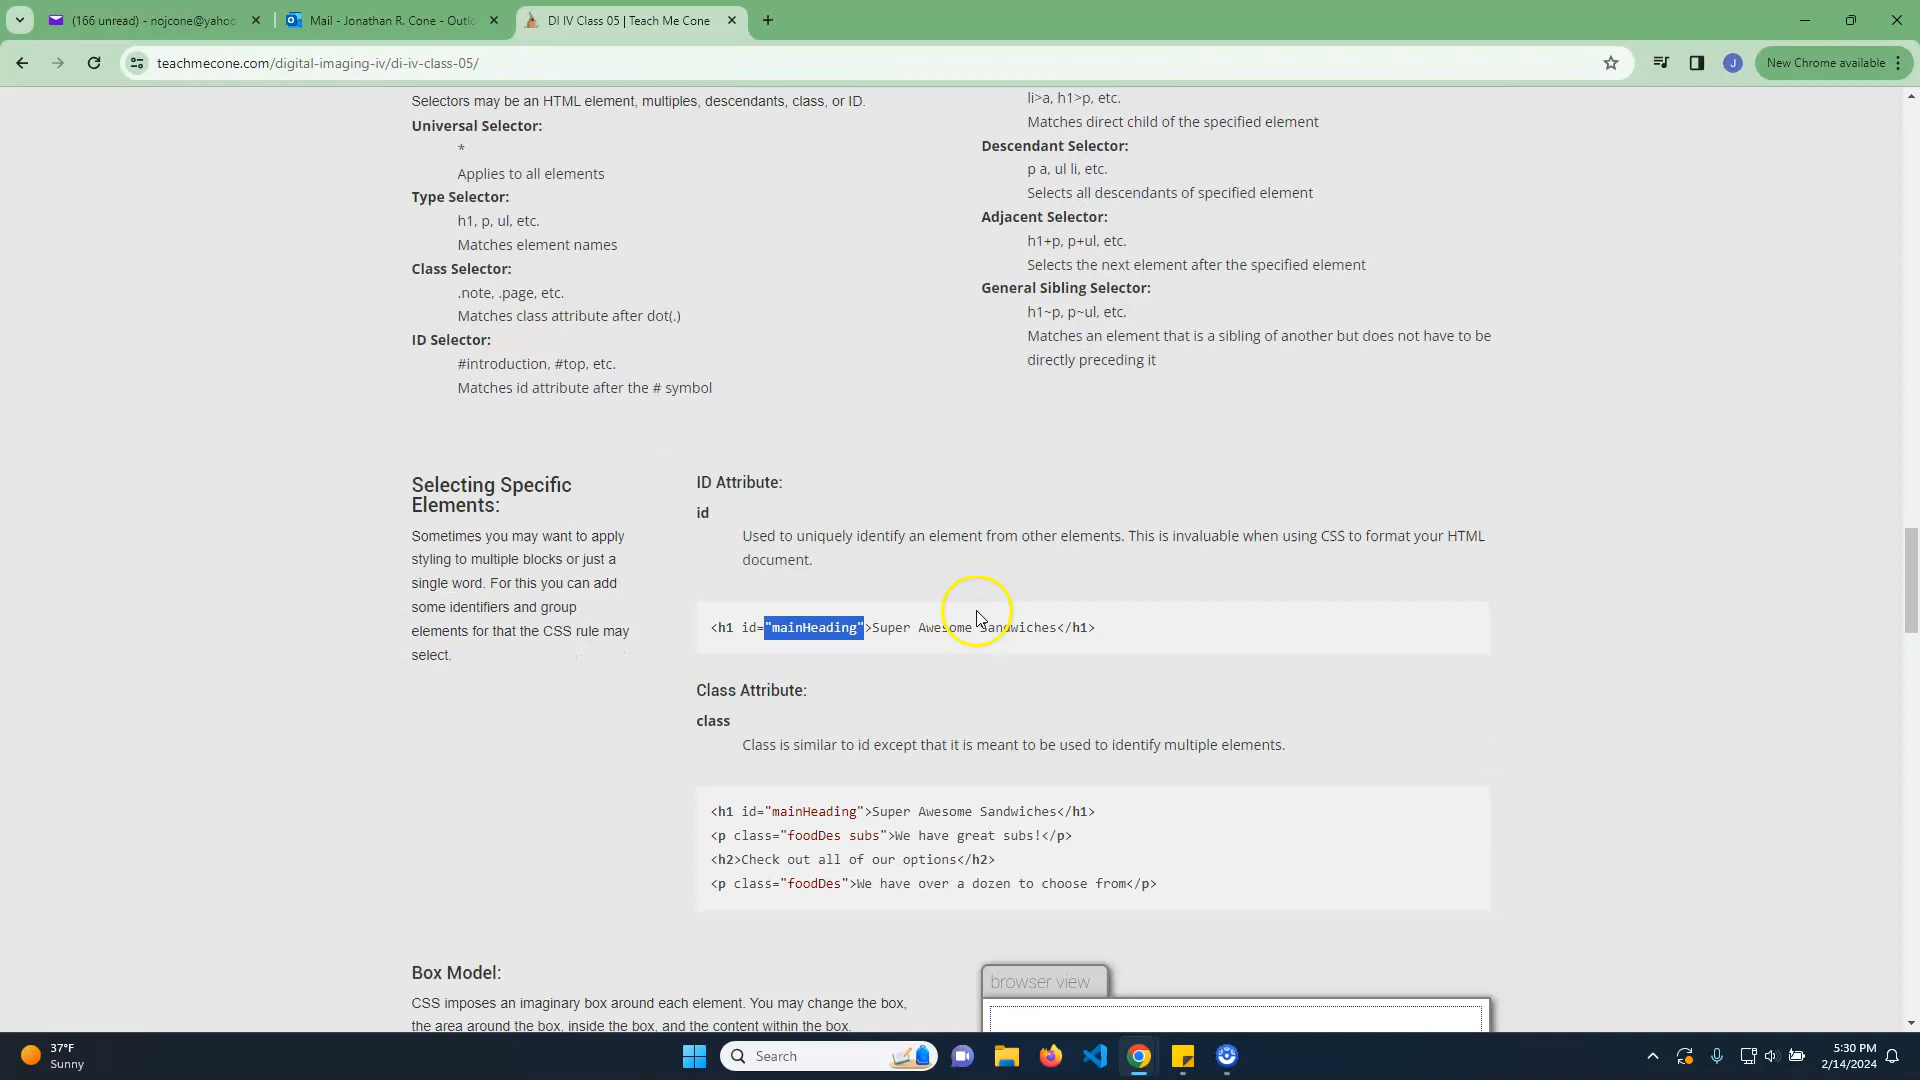 (166 unread) - nojcone@yahoo
Mail - Jonathan R. Cone - Outlo
DI IV Class 05 | Teach Me Cone
teachmecone.com/digital-imaging-iv/di-iv-class-05/
J
New Chrome available
Selectors may be an HTML element, multiples, descendants, class, or ID.
Universal Selector:
*
Applies to all elements
Type Selector:
h1, p, ul, etc.
Matches element names
Class Selector:
.note, .page, etc.
Matches class attribute after dot(.)
ID Selector:
#introduction, #top, etc.
Matches id attribute after the # symbol
li>a, h1>p, etc.
Matches direct child of the specified element
Descendant Selector:
p a, ul li, etc.
Selects all descendants of specified element
Adjacent Selector:
h1+p, p+ul, etc.
Selects the next element after the specified element
General Sibling Selector:
h1~p, p~ul, etc.
Matches an element that is a sibling of another but does not have to be
directly preceding it
Selecting Specific
Elements:
Sometimes you may want to apply
styling to multiple blocks or just a
single word. For this you can add
some identifiers and group
elements for that the CSS rule may
select.
ID Attribute:
id
Used to uniquely identify an element from other elements. This is invaluable when using CSS to format your HTML
document.
<h1 id="mainHeading">Super Awesome Sandwiches</h1>
Class Attribute:
class
Class is similar to id except that it is meant to be used to identify multiple elements.
<h1 id="mainHeading">Super Awesome Sandwiches</h1>
<p class="foodDes subs">We have great subs!</p>
<h2>Check out all of our options</h2>
<p class="foodDes">We have over a dozen to choose from</p>
Box Model:
CSS imposes an imaginary box around each element. You may change the box,
the area around the box, inside the box, and the content within the box.
browser view
37°F
Sunny
Search
5:30 PM
2/14/2024